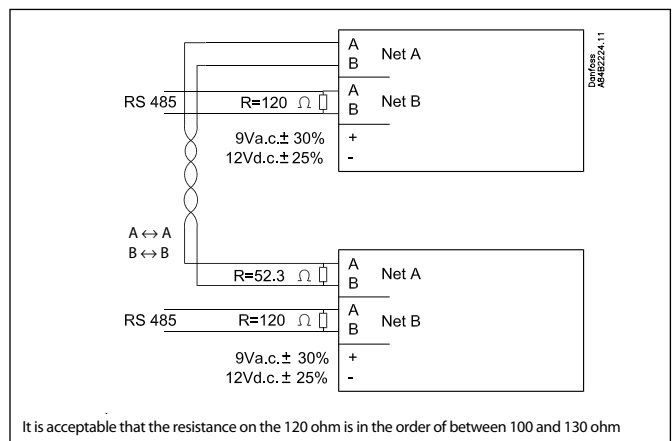 A
B
Net A
A
B
Net B
RS 485
R=120 Ω
9Va.c.± 30%
+
12Vd.c.± 25%
-
Danfoss
A84B2224.11
A ↔ A
B ↔ B
R=52.3 Ω
A
B
Net A
RS 485
R=120 Ω
A
B
Net B
9Va.c.± 30%
+
12Vd.c.± 25%
-
It is acceptable that the resistance on the 120 ohm is in the order of between 100 and 130 ohm